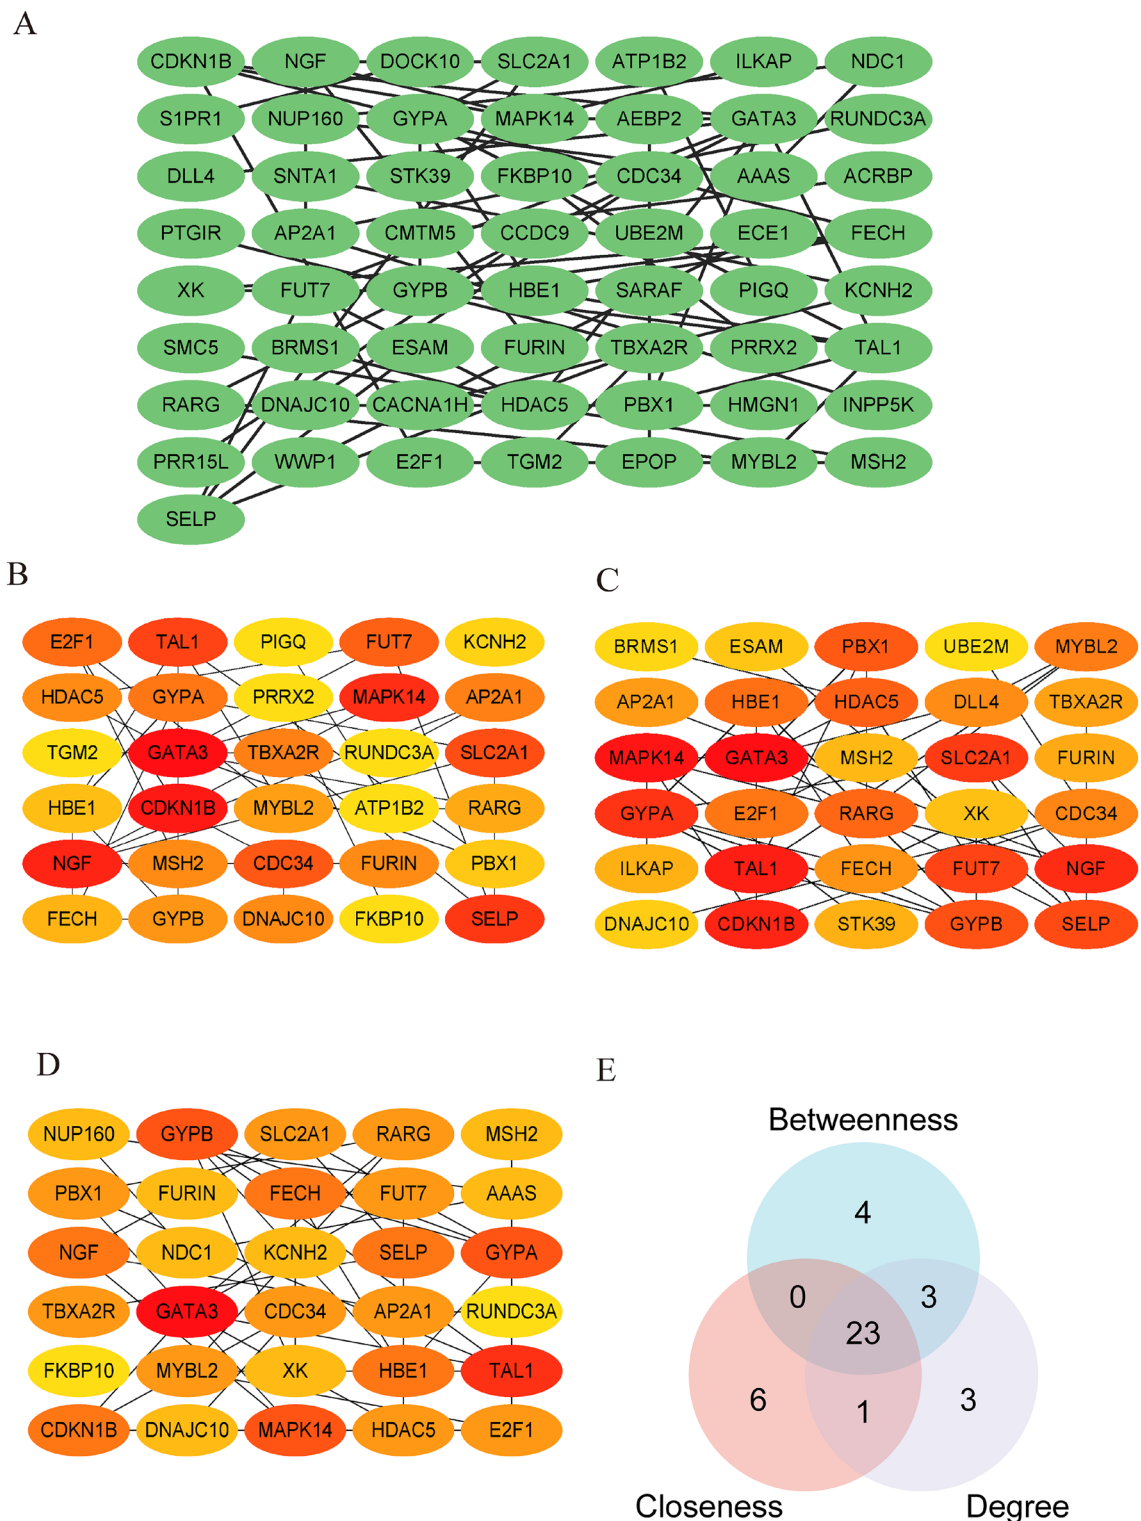 A
CDKN1B NGF DOCK10 SLC2A1 ATP1B2 ILKAP NDC1
S1PR1 NUP160 GYPA MAPK14 AEBP2 GATA3 RUNDC3A
DLL4 SNTA1 STK39 FKBP10 CDC34 AAAS ACRBP
PTGIR AP2A1 CMTM5 CCDC9 UBE2M ECE1 FECH
XK FUT7 GYPB HBE1 SARAF PIGQ KCNH2
SMC5 BRMS1 ESAM FURIN TBXA2R PRRX2 TAL1
RARG DNAJC10 CACNA1H HDAC5 PBX1 HMGN1 INPP5K
PRR15L WWP1 E2F1 TGM2 EPOP MYBL2 MSH2
SELP
B
E2F1 TAL1 PIGQ FUT7 KCNH2
HDAC5 GYPA PRRX2 MAPK14 AP2A1
TGM2 GATA3 TBXA2R RUNDC3A SLC2A1
HBE1 CDKN1B MYBL2 ATP1B2 RARG
NGF MSH2 CDC34 FURIN PBX1
FECH GYPB DNAJC10 FKBP10 SELP
C
BRMS1 ESAM PBX1 UBE2M MYBL2
AP2A1 HBE1 HDAC5 DLL4 TBXA2R
MAPK14 GATA3 MSH2 SLC2A1 FURIN
GYPA E2F1 RARG XK CDC34
ILKAP TAL1 FECH FUT7 NGF
DNAJC10 CDKN1B STK39 GYPB SELP
D
NUP160 GYPB SLC2A1 RARG MSH2
PBX1 FURIN FECH FUT7 AAAS
NGF NDC1 KCNH2 SELP GYPA
TBXA2R GATA3 CDC34 AP2A1 RUNDC3A
FKBP10 MYBL2 XK HBE1 TAL1
CDKN1B DNAJC10 MAPK14 HDAC5 E2F1
E
Betweenness
4
0 3
23
6 1 3
Closeness Degree